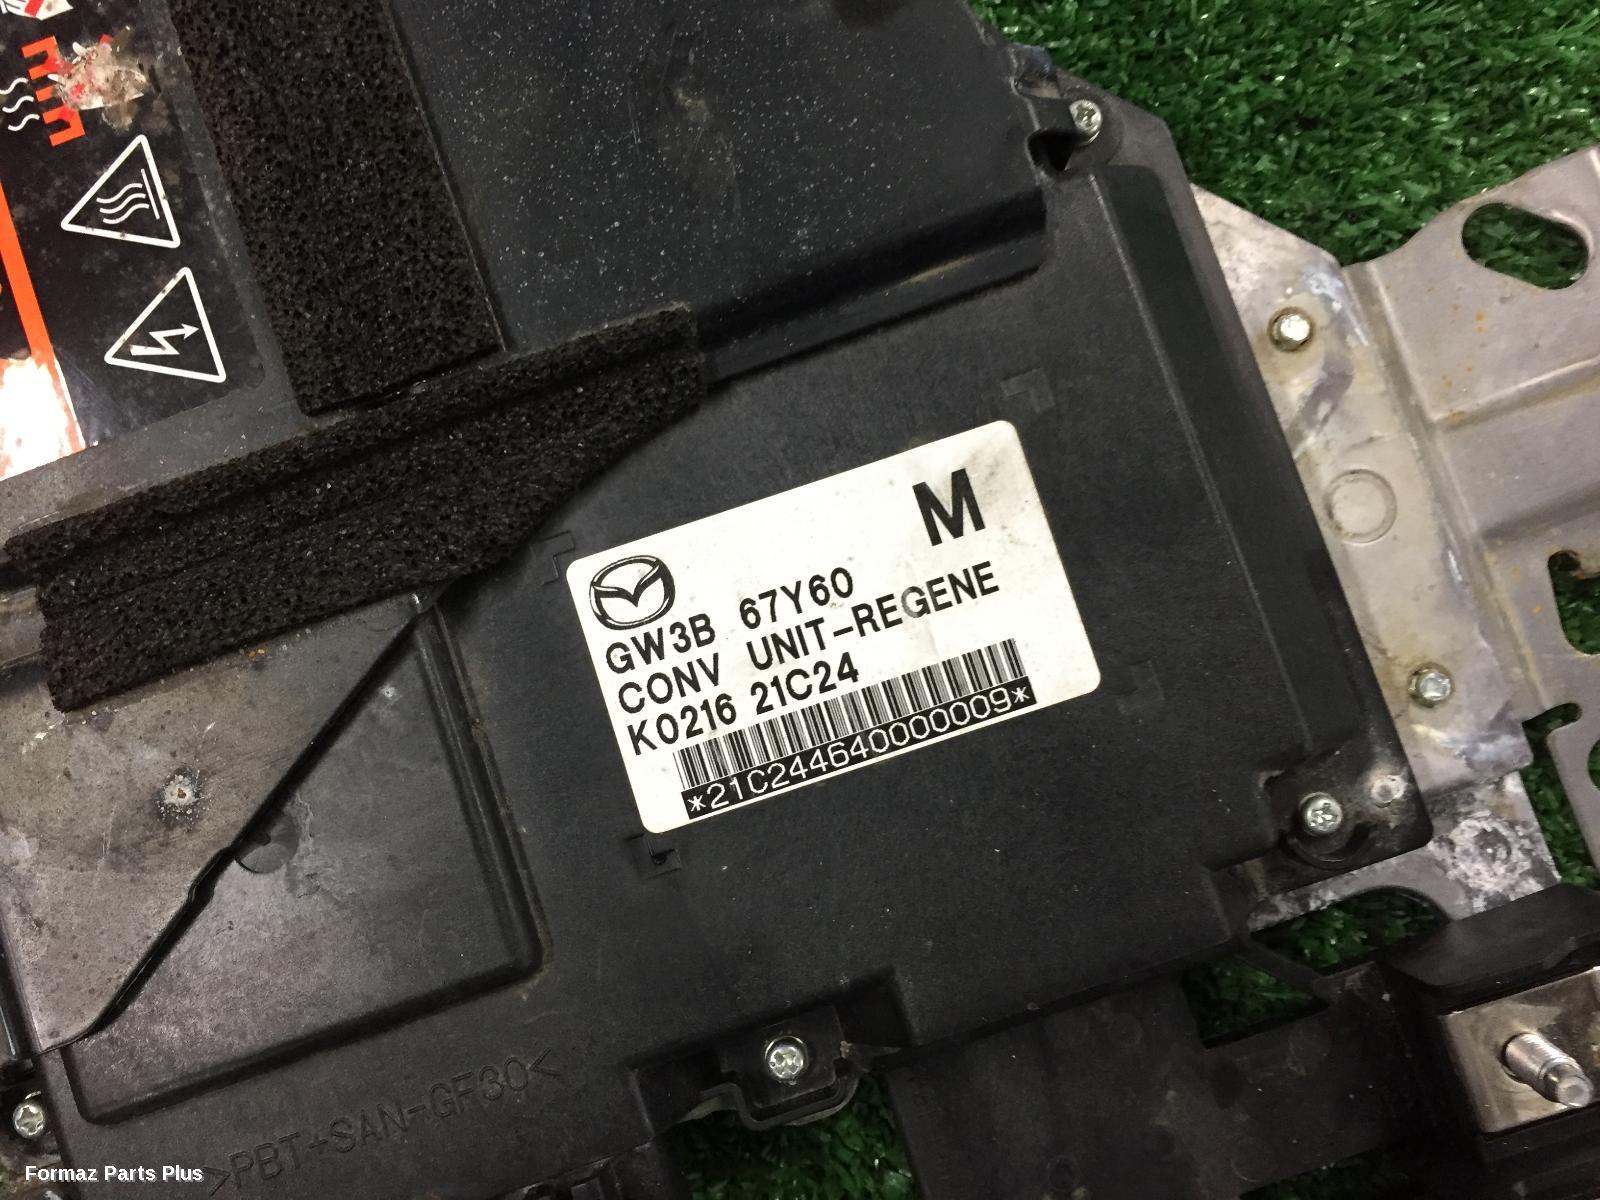 M
GW3B 67Y60
CONV UNIT-REGENE
K0216 21C24
*21C244640000009*
>PBT+SAN-GF30<
Formaz Parts Plus